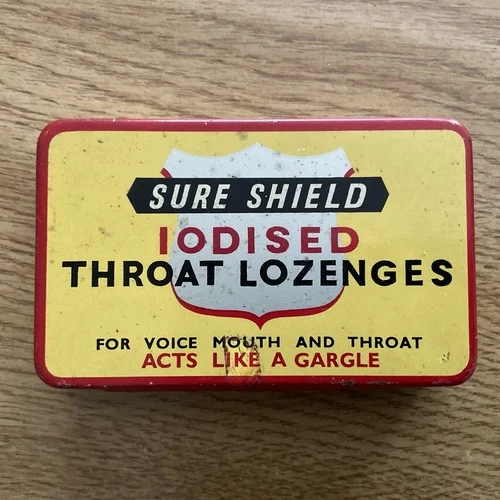 SURE SHIELD
IODISED
THROAT LOZENGES
FOR VOICE MOUTH AND THROAT
ACTS LIKE A GARGLE